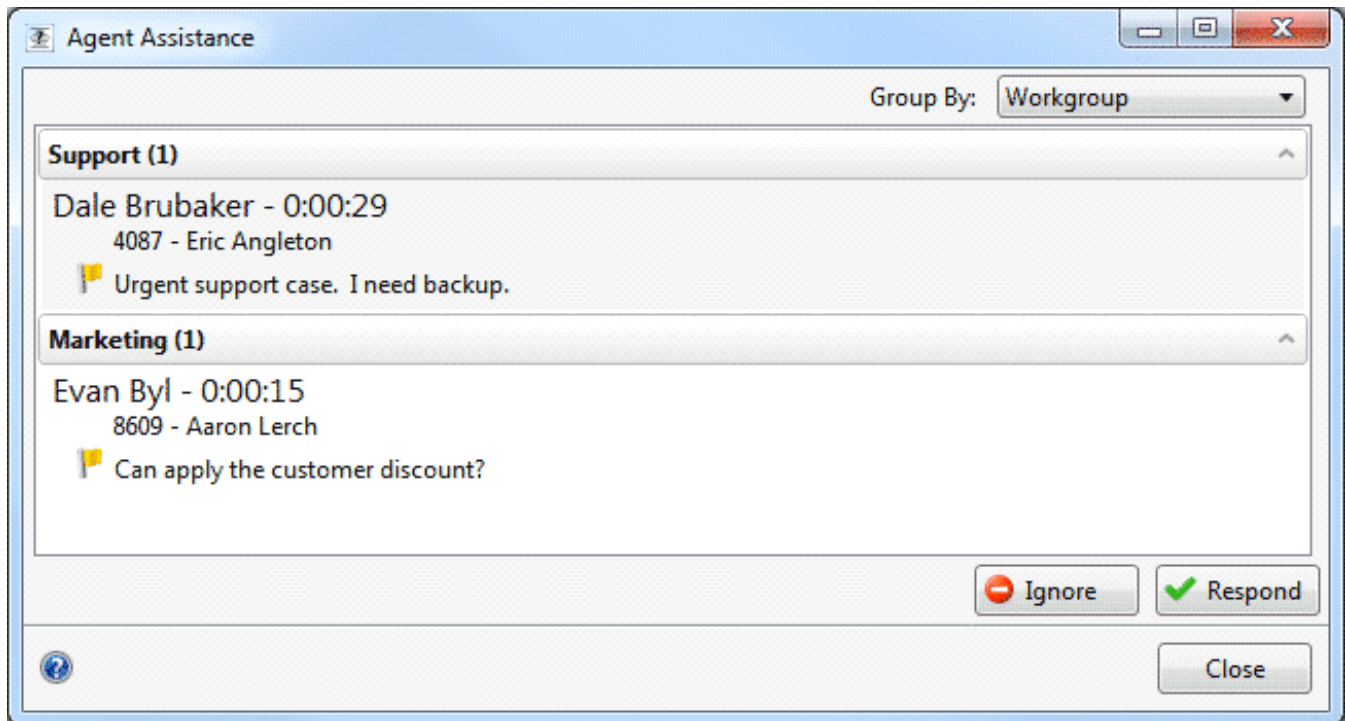 Agent Assistance
Group By: Workgroup
Support (1)
Dale Brubaker - 0:00:29
4087 - Eric Angleton
Urgent support case.  I need backup.
Marketing (1)
Evan Byl - 0:00:15
8609 - Aaron Lerch
Can apply the customer discount?
Ignore Respond
Close